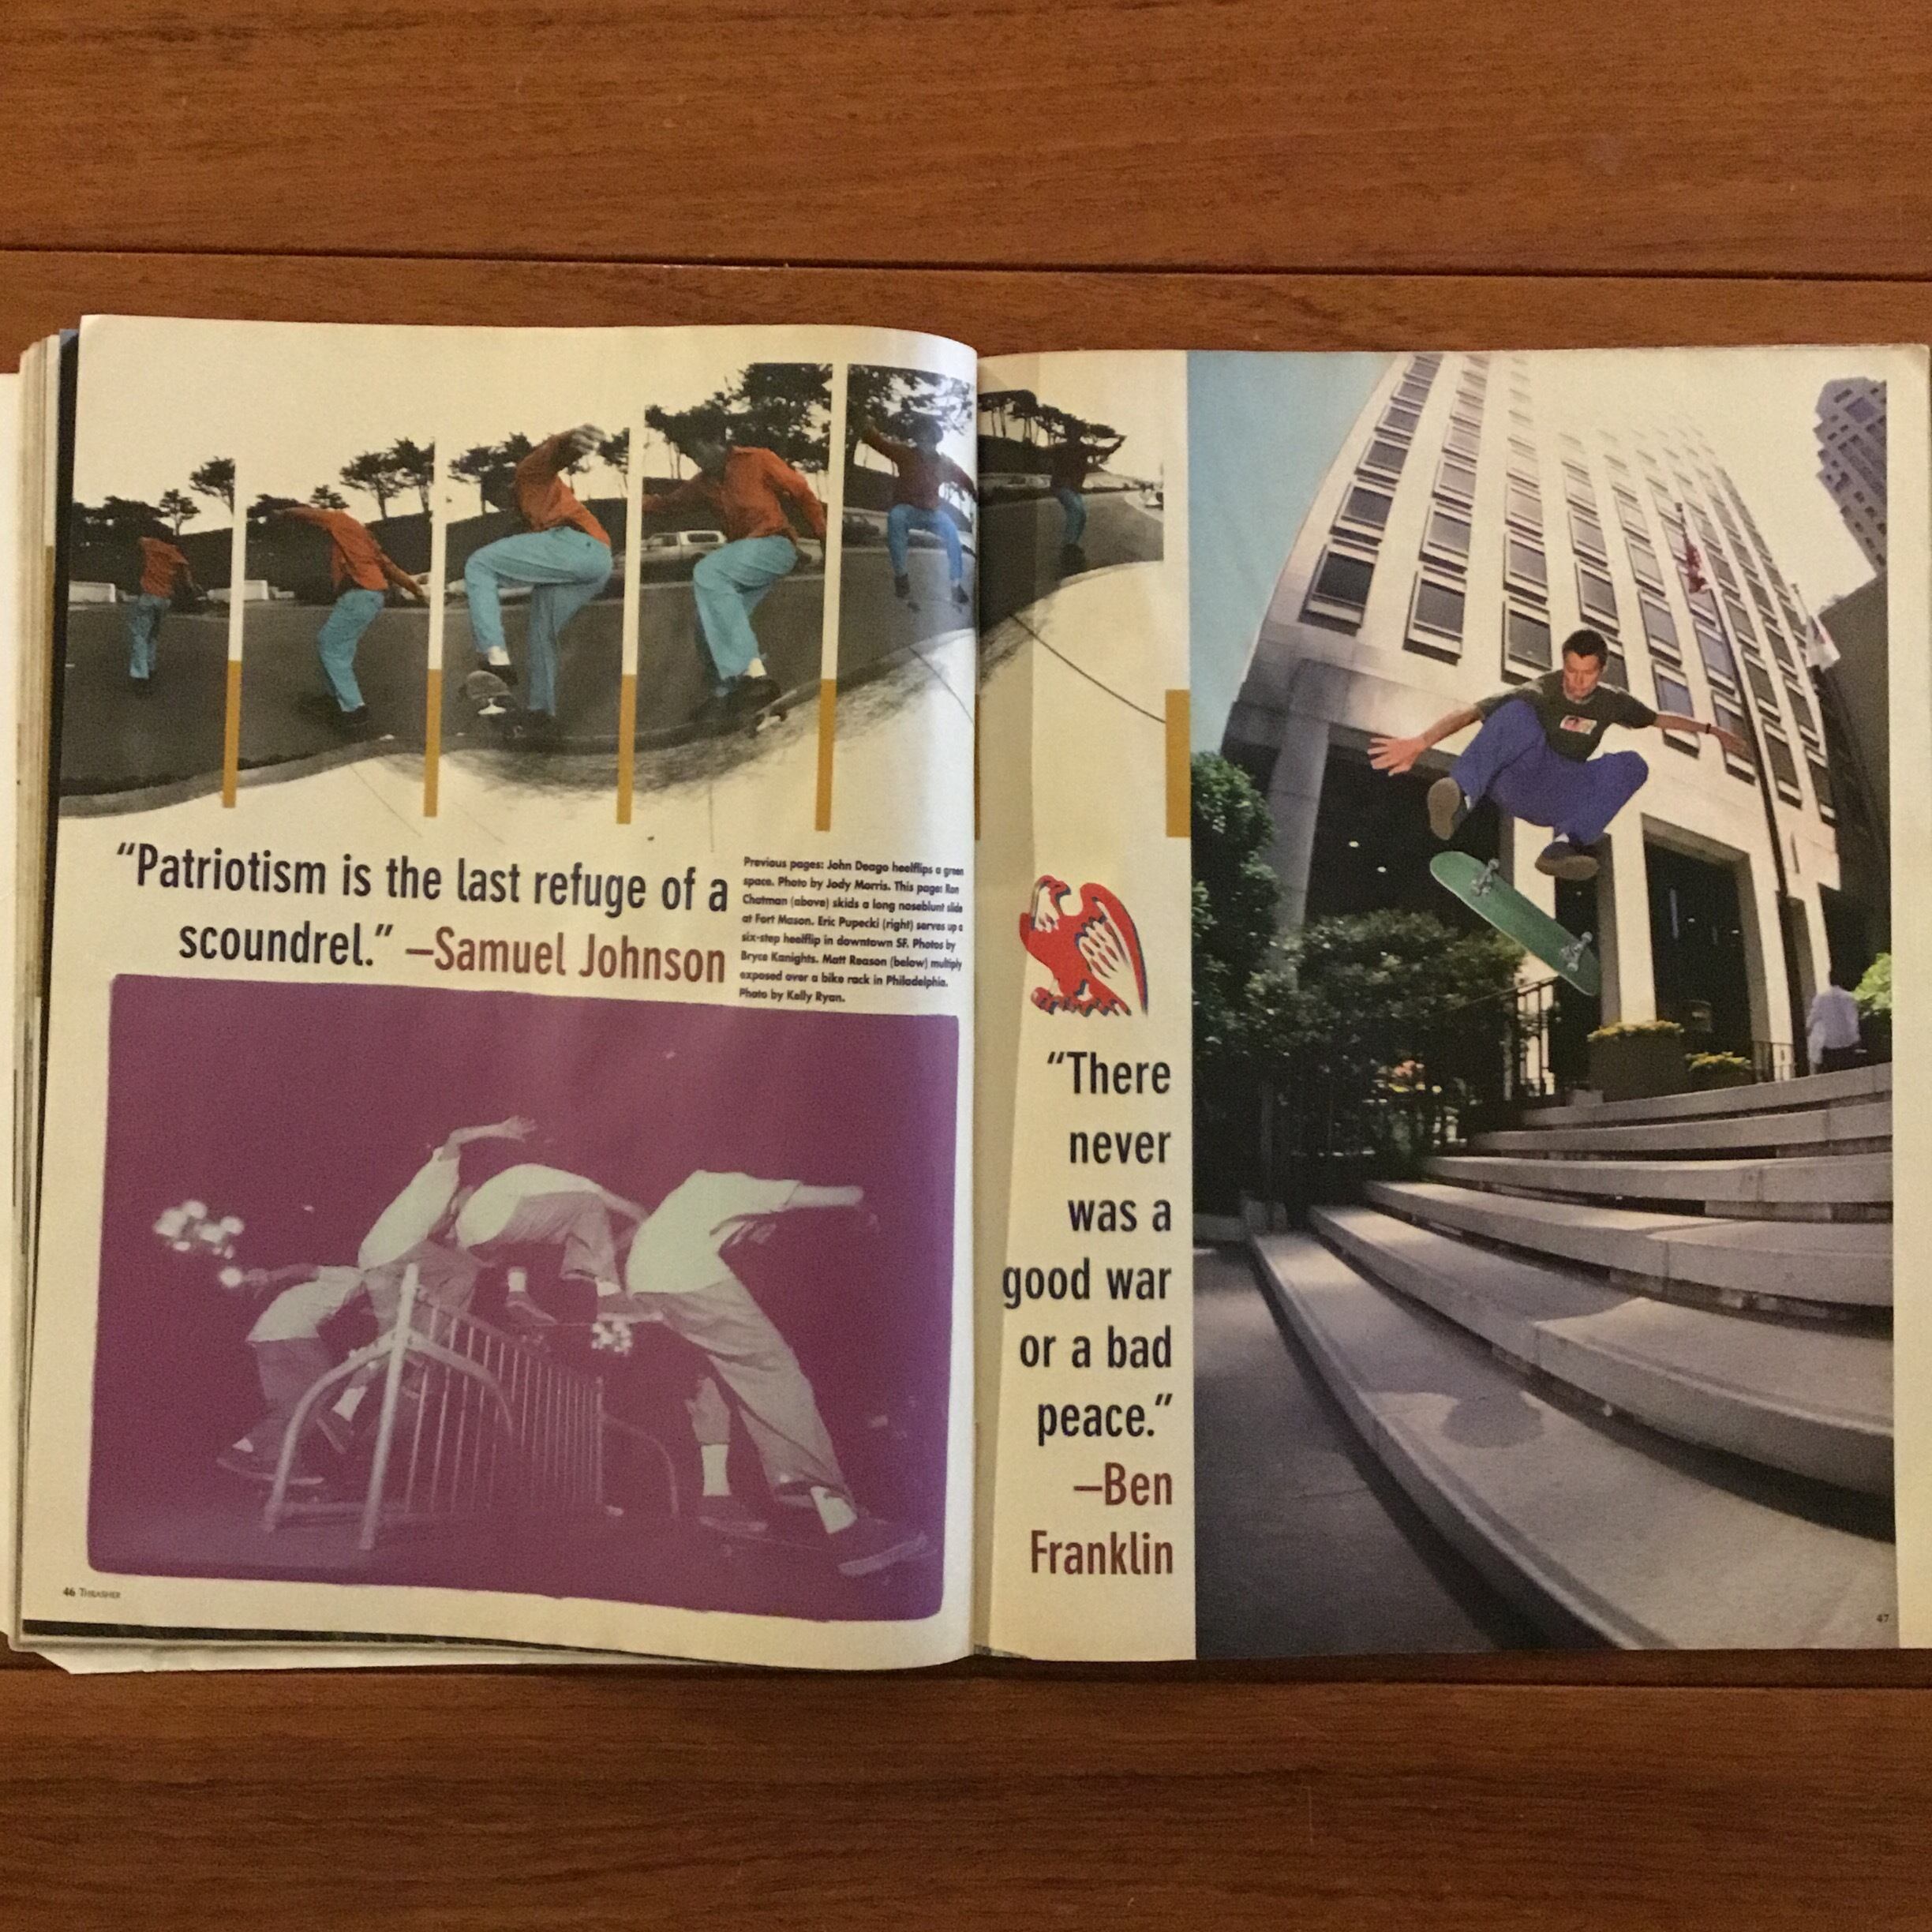 “Patriotism is the last refuge of a
scoundrel.” –Samuel Johnson
Previous pages: John Deago heelflips a green
space. Photo by Jody Morris. This page: Ron
Chatman (above) skids a long noseblunt slide
at Fort Mason. Eric Pupecki (right) serves up a
six-step heelflip in downtown SF. Photos by
Bryce Kanights. Matt Reason (below) multiply
exposed over a bike rack in Philadelphia.
Photo by Kelly Ryan.
46 THRASHER
“There
never
was a
good war
or a bad
peace.”
–Ben
Franklin
47